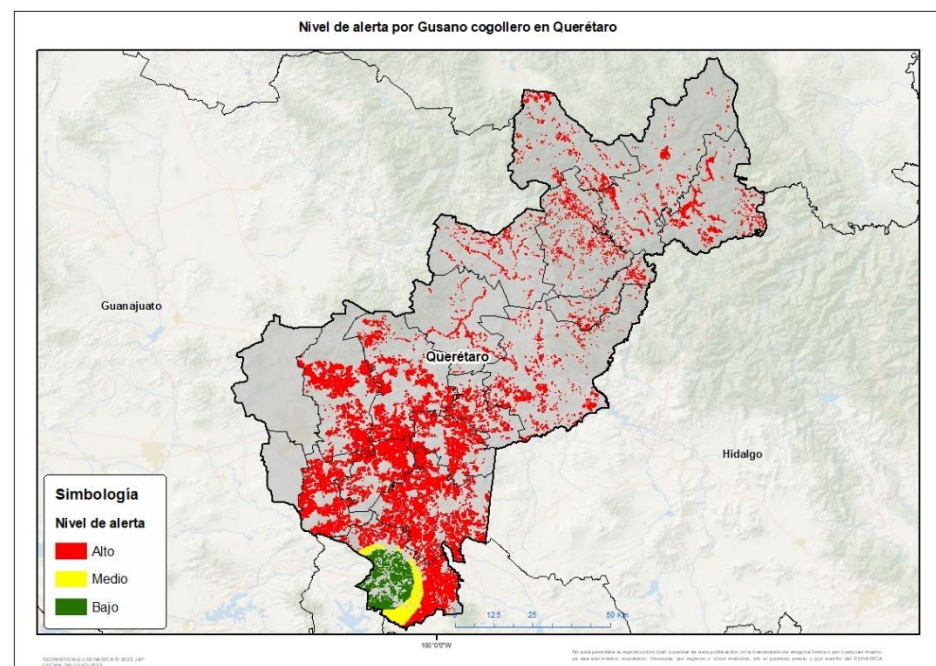 Nivel de alerta por Gusano cogollero en Querétaro
Guanajuato
Querétaro
Hidalgo
Simbología
Nivel de alerta
Alto
Medio
Bajo
12.5 25 50 Km
100°0'0"W